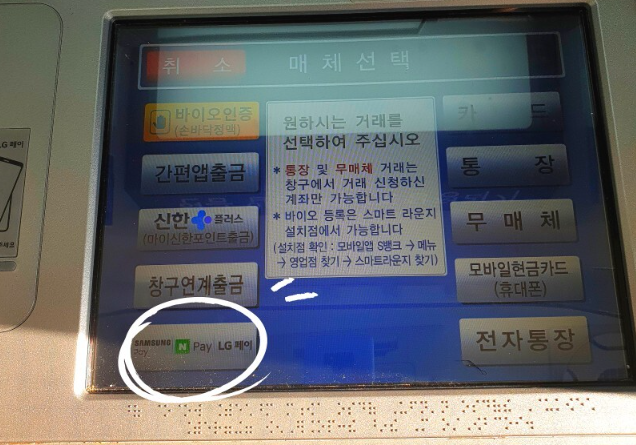 취 소
매체선택
바이오인증
(손바닥정맥)
간편앱출금
신한 플러스
(마이신한포인트출금)
창구연계출금
SAMSUNG Pay N Pay LG 페이
원하시는 거래를
선택하여 주십시오
* 통장 및 무매체 거래는
창구에서 거래 신청하신
계좌만 가능합니다
* 바이오 등록은 스마트 라운지
설치점에서 가능합니다
(설치점 확인 : 모바일앱 S뱅크 → 메뉴
→ 영업점 찾기 → 스마트라운지 찾기)
카 드
통 장
무 매 체
모바일현금카드
(휴대폰)
전자통장
LG 페이